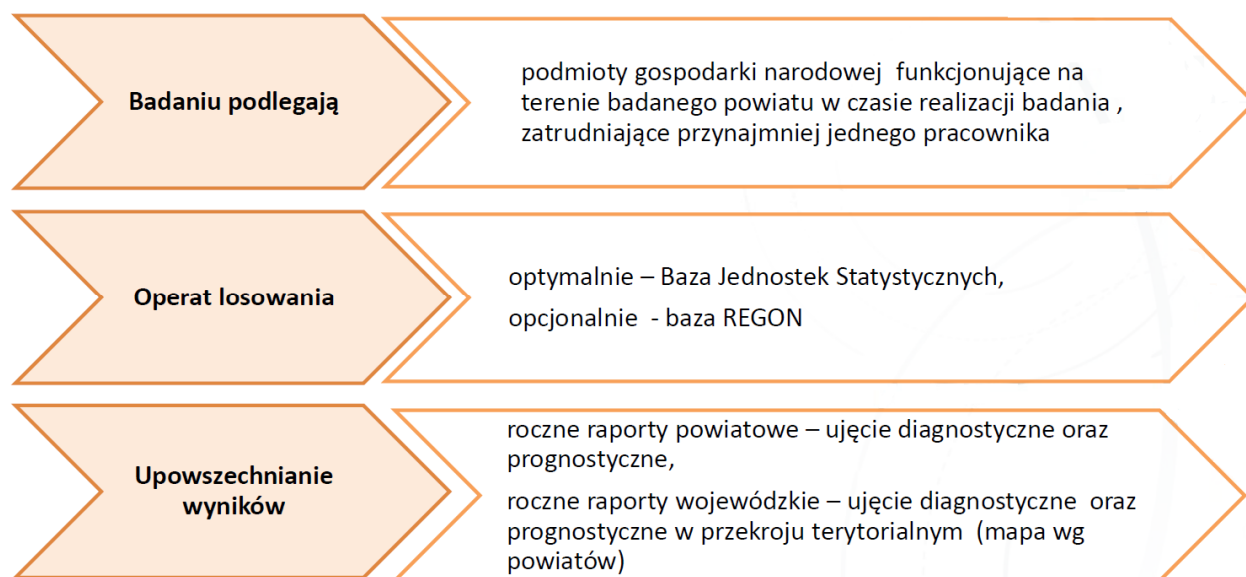 Badaniu podlegają
podmioty gospodarki narodowej funkcjonujące na
terenie badanego powiatu w czasie realizacji badania ,
zatrudniające przynajmniej jednego pracownika
Operat losowania
optymalnie – Baza Jednostek Statystycznych,
opcjonalnie - baza REGON
Upowszechnianie
wyników
roczne raporty powiatowe – ujęcie diagnostyczne oraz
prognostyczne,
roczne raporty wojewódzkie – ujęcie diagnostyczne oraz
prognostyczne w przekroju terytorialnym (mapa wg
powiatów)